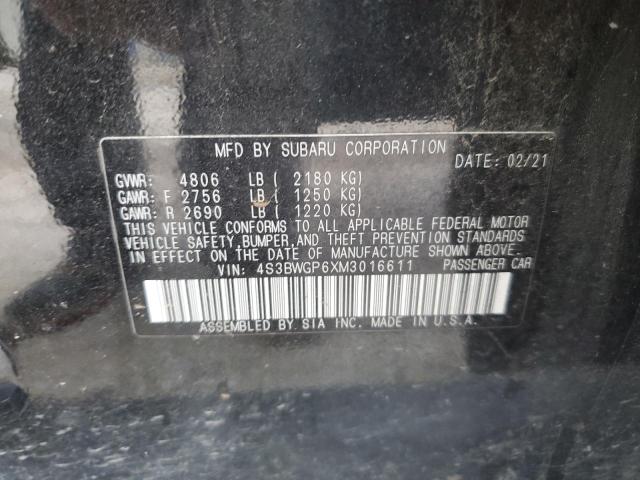 MFD BY SUBARU CORPORATION
DATE: 02/21
GVWR: 4806 LB ( 2180 KG)
GAWR: F 2756 LB ( 1250 KG)
GAWR: R 2690 LB ( 1220 KG)
THIS VEHICLE CONFORMS TO ALL APPLICABLE FEDERAL MOTOR
VEHICLE SAFETY, BUMPER, AND THEFT PREVENTION STANDARDS
IN EFFECT ON THE DATE OF MANUFACTURE SHOWN ABOVE.
VIN: 4S3BWGP6XM3016611 PASSENGER CAR
ASSEMBLED BY SIA INC. MADE IN U.S.A.